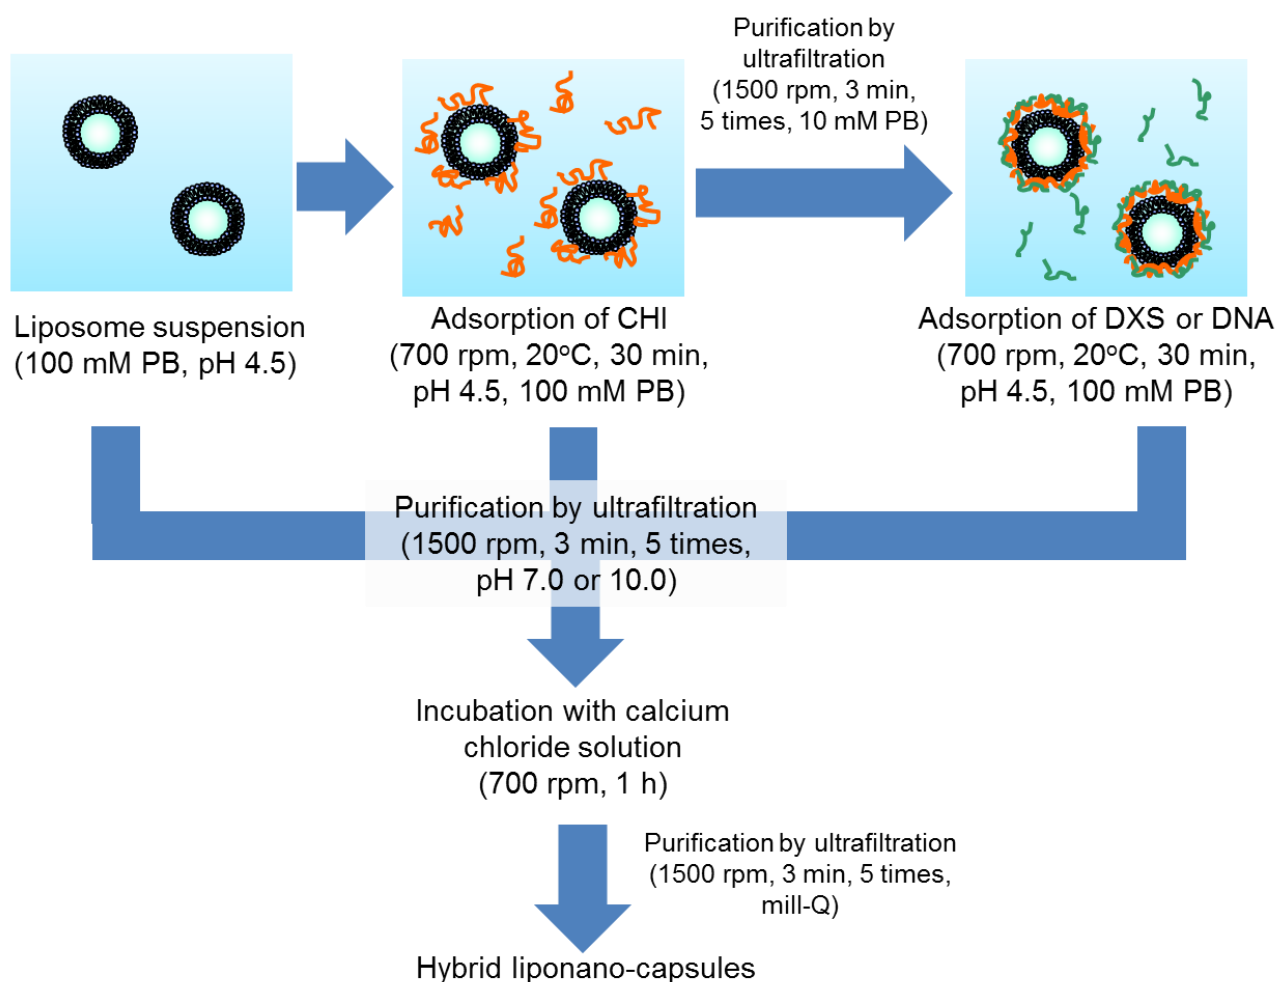 Purification by
ultrafiltration
(1500 rpm, 3 min,
5 times, 10 mM PB)
Liposome suspension
(100 mM PB, pH 4.5)
Adsorption of CHI
(700 rpm, 20°C, 30 min,
pH 4.5, 100 mM PB)
Adsorption of DXS or DNA
(700 rpm, 20°C, 30 min,
pH 4.5, 100 mM PB)
Purification by ultrafiltration
(1500 rpm, 3 min, 5 times,
pH 7.0 or 10.0)
Incubation with calcium
chloride solution
(700 rpm, 1 h)
Purification by ultrafiltration
(1500 rpm, 3 min, 5 times,
mill-Q)
Hybrid liponano-capsules